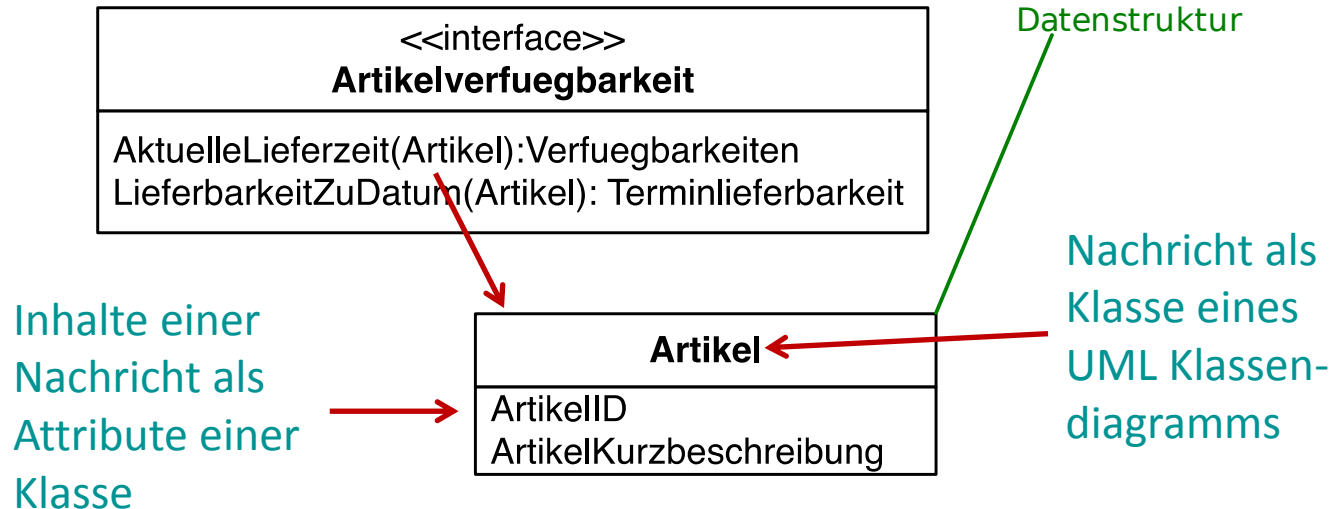 Datenstruktur
<<interface>>
Artikelverfuegbarkeit
AktuelleLieferzeit(Artikel):Verfuegbarkeiten
LieferbarkeitZuDatum(Artikel): Terminlieferbarkeit
Inhalte einer
Nachricht als
Attribute einer
Klasse
Artikel
ArtikelID
ArtikelKurzbeschreibung
Nachricht als
Klasse eines
UML Klassen-
diagramms